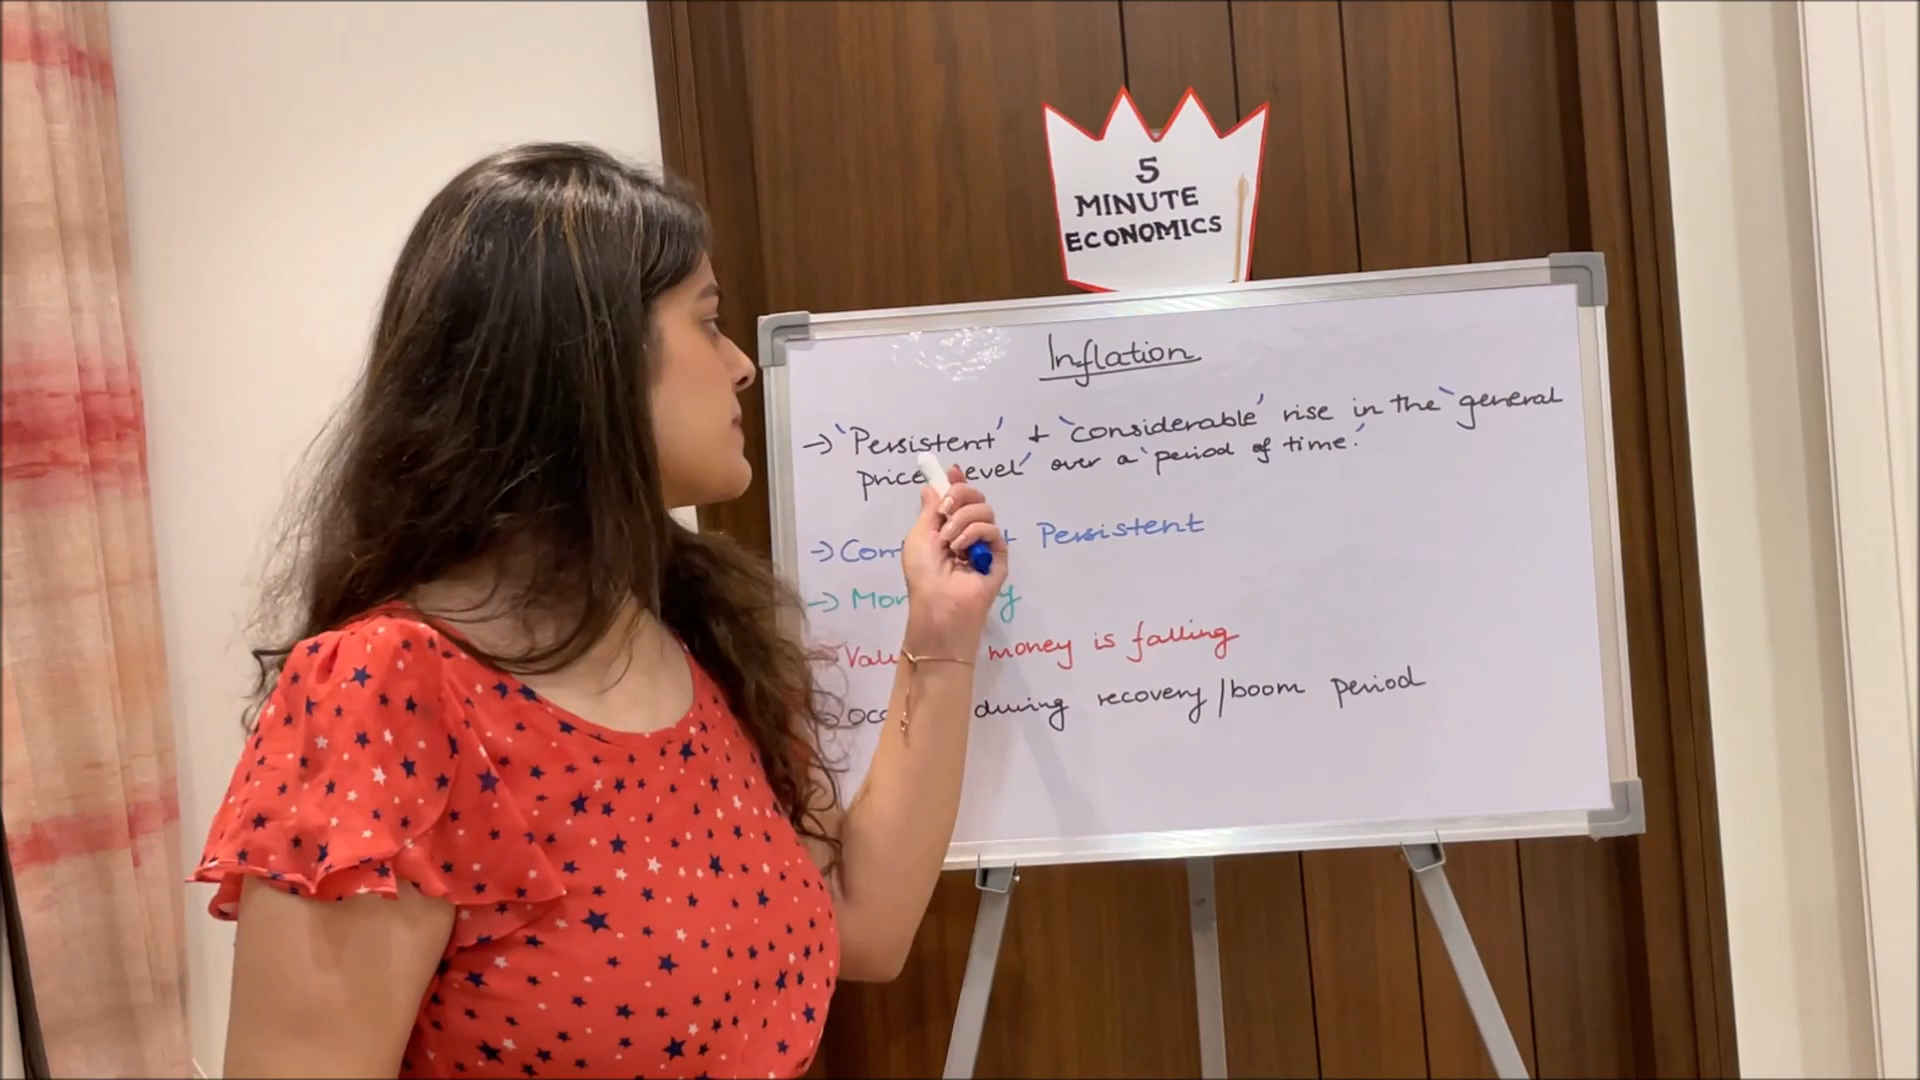 5
MINUTE
ECONOMICS
Inflation
→ 'Persistent' + 'considerable' rise in the 'general
price level' over a 'period of time.'
→ Persistent
→
money is falling
during recovery/boom period